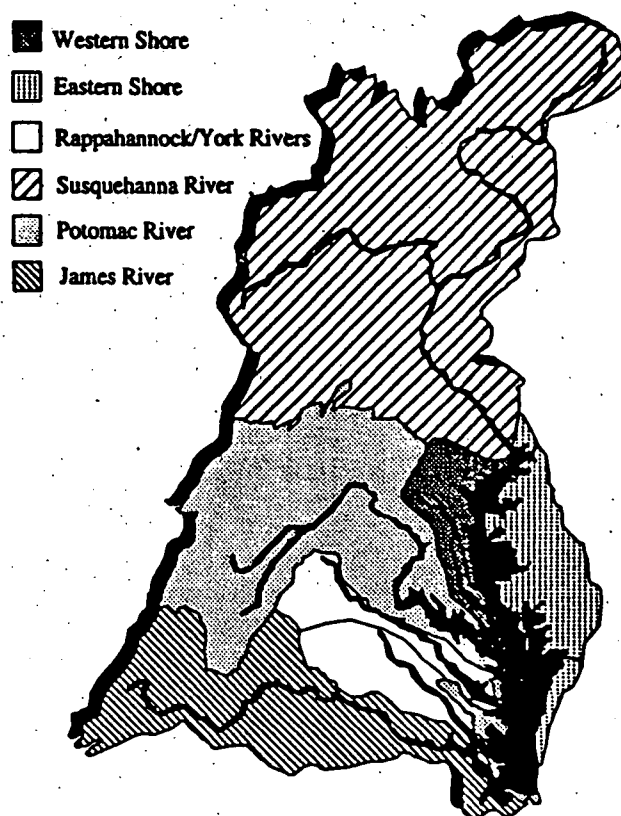 Western Shore
Eastern Shore
Rappahannock/York Rivers
Susquehanna River
Potomac River
James River